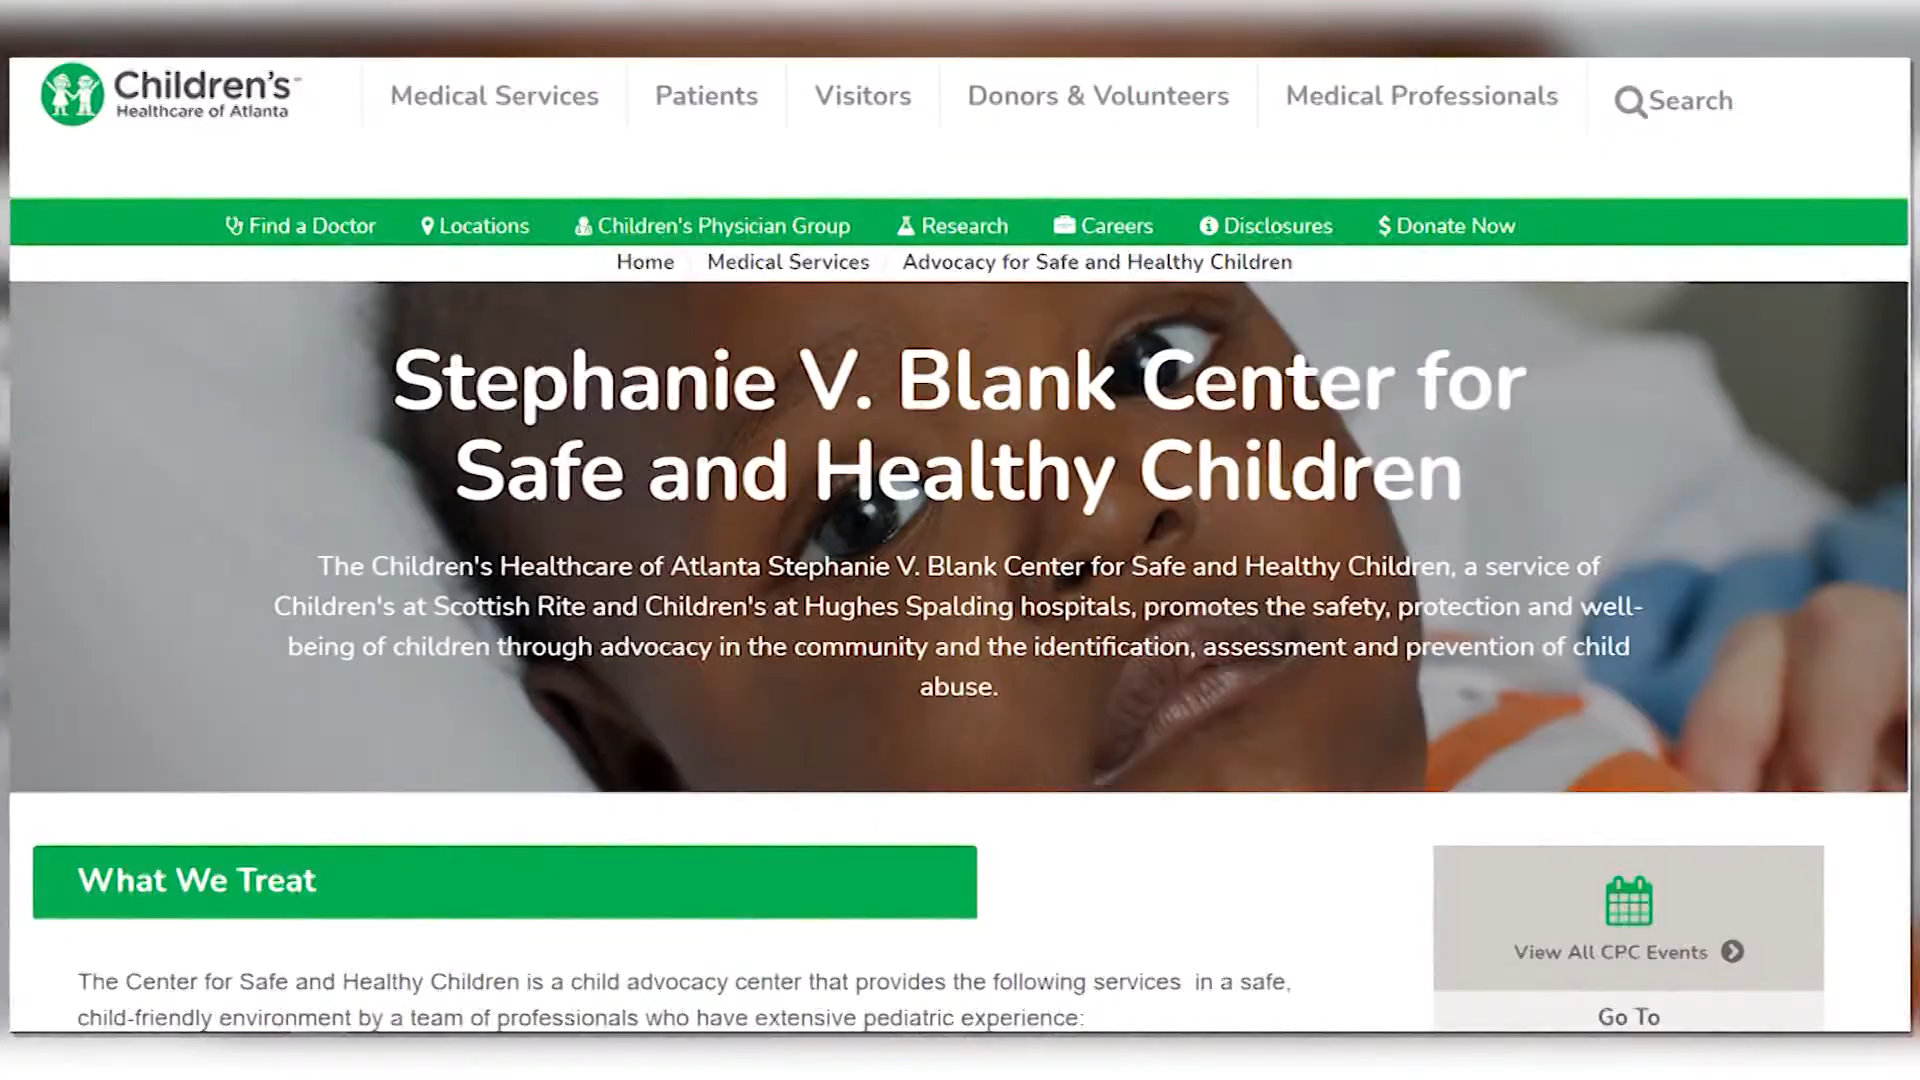 Children's
Healthcare of Atlanta
Medical Services
Patients
Visitors
Donors & Volunteers
Medical Professionals
Search
Find a Doctor
Locations
Children's Physician Group
Research
Careers
Disclosures
$ Donate Now
Home
Medical Services
Advocacy for Safe and Healthy Children
Stephanie V. Blank Center for
Safe and Healthy Children
The Children's Healthcare of Atlanta Stephanie V. Blank Center for Safe and Healthy Children, a service of
Children's at Scottish Rite and Children's at Hughes Spalding hospitals, promotes the safety, protection and well-
being of children through advocacy in the community and the identification, assessment and prevention of child
abuse.
What We Treat
The Center for Safe and Healthy Children is a child advocacy center that provides the following services in a safe,
child-friendly environment by a team of professionals who have extensive pediatric experience:
View All CPC Events
Go To